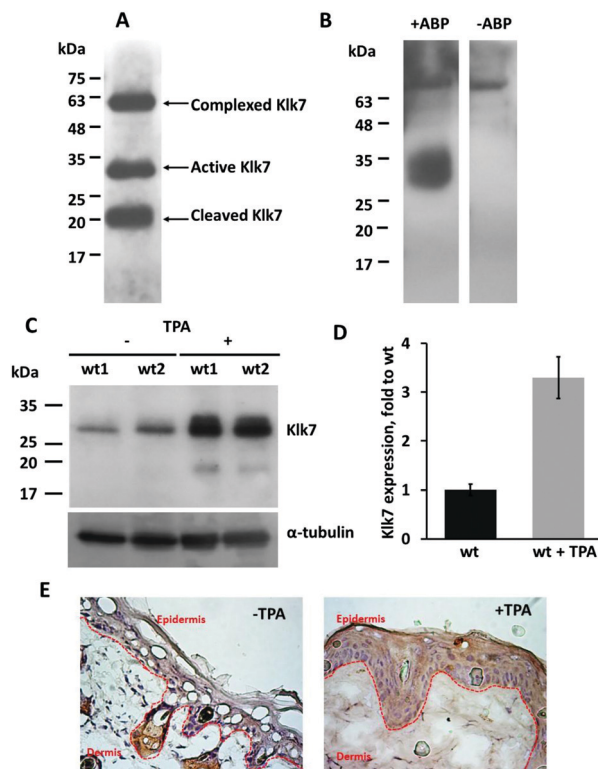 A
kDa
75
63
48
35
25
20
17
Complexed Klk7
Active Klk7
Cleaved Klk7
B
+ABP -ABP
63
48
35
25
20
17
C
TPA
- +
kDa wt1 wt2 wt1 wt2
35
25
20
17
Klk7
α-tubulin
D
Klk7 expression, fold to wt
4
3
2
1
0
wt wt + TPA
E
Epidermis -TPA
Dermis
Epidermis +TPA
Dermis